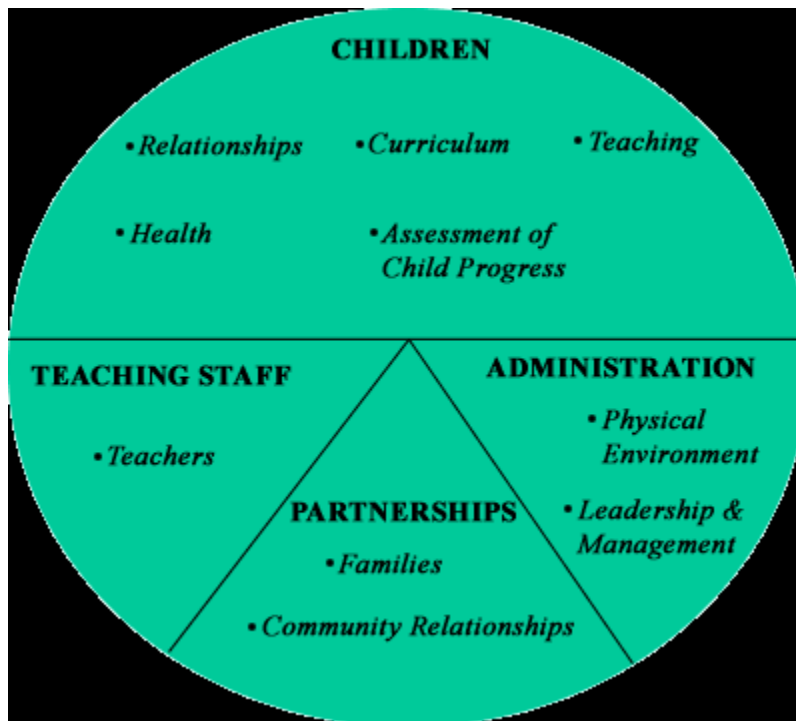 CHILDREN
•Relationships
•Curriculum
•Teaching
•Health
•Assessment of
Child Progress
TEACHING STAFF
•Teachers
PARTNERSHIPS
•Families
•Community Relationships
ADMINISTRATION
•Physical
Environment
•Leadership &
Management